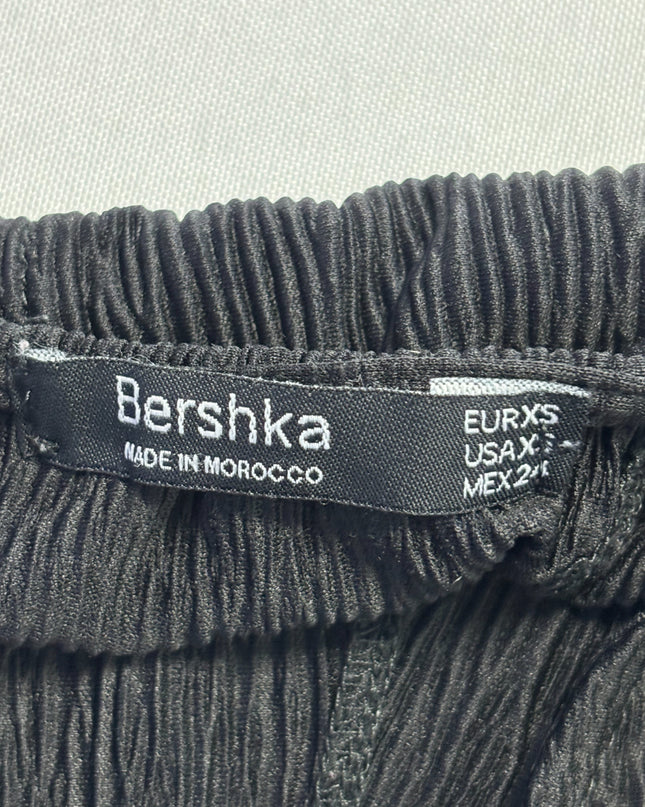 Bershka
MADE IN MOROCCO
EUR XS
USA
MEX